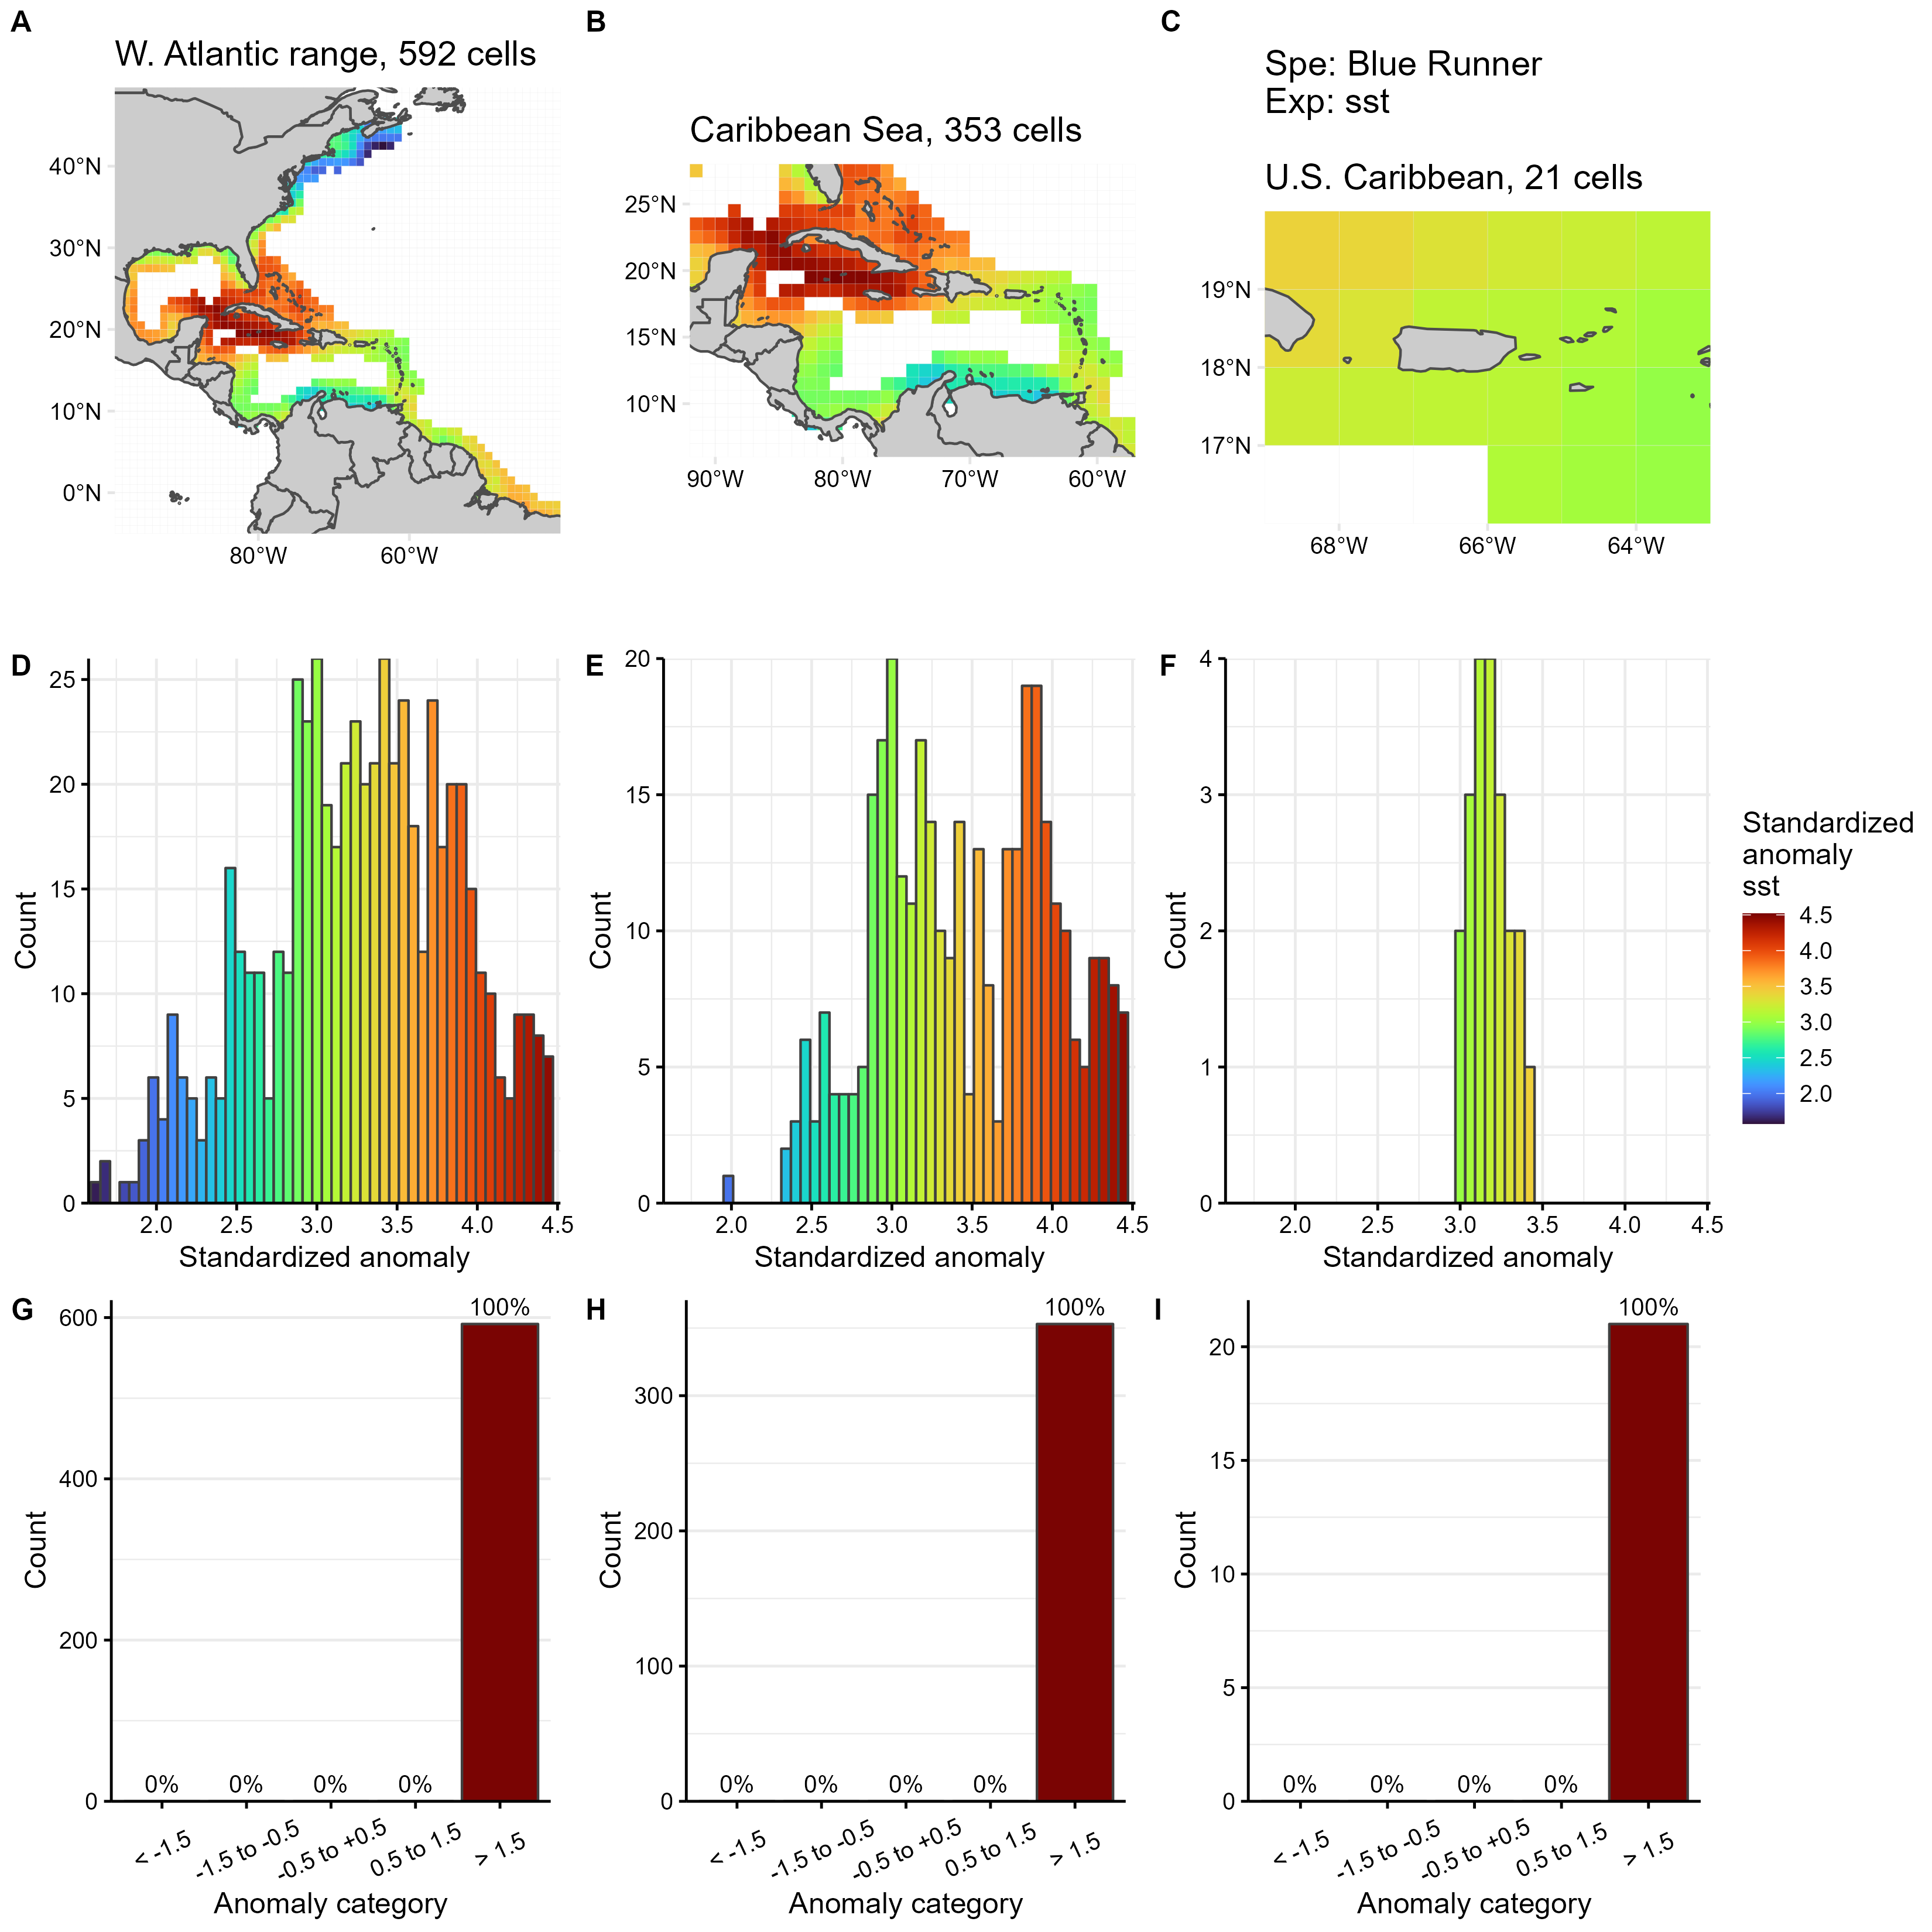 A
B
C
W. Atlantic range, 592 cells
Caribbean Sea, 353 cells
Spe: Blue Runner
Exp: sst
U.S. Caribbean, 21 cells
40°N
30°N
20°N
10°N
0°N
80°W
60°W
25°N
20°N
15°N
10°N
90°W
80°W
70°W
60°W
19°N
18°N
17°N
68°W
66°W
64°W
D
25
20
15
10
5
0
Count
2.0
2.5
3.0
3.5
4.0
4.5
Standardized anomaly
E
20
15
10
5
0
Count
2.0
2.5
3.0
3.5
4.0
4.5
Standardized anomaly
F
4
3
2
1
0
Count
2.0
2.5
3.0
3.5
4.0
4.5
Standardized anomaly
Standardized
anomaly
sst
4.5
4.0
3.5
3.0
2.5
2.0
G
600
400
200
0
Count
0%
0%
0%
0%
100%
< -1.5
-1.5 to -0.5
-0.5 to +0.5
0.5 to 1.5
> 1.5
Anomaly category
H
300
200
100
0
Count
0%
0%
0%
0%
100%
< -1.5
-1.5 to -0.5
-0.5 to +0.5
0.5 to 1.5
> 1.5
Anomaly category
I
20
15
10
5
0
Count
0%
0%
0%
0%
100%
< -1.5
-1.5 to -0.5
-0.5 to +0.5
0.5 to 1.5
> 1.5
Anomaly category